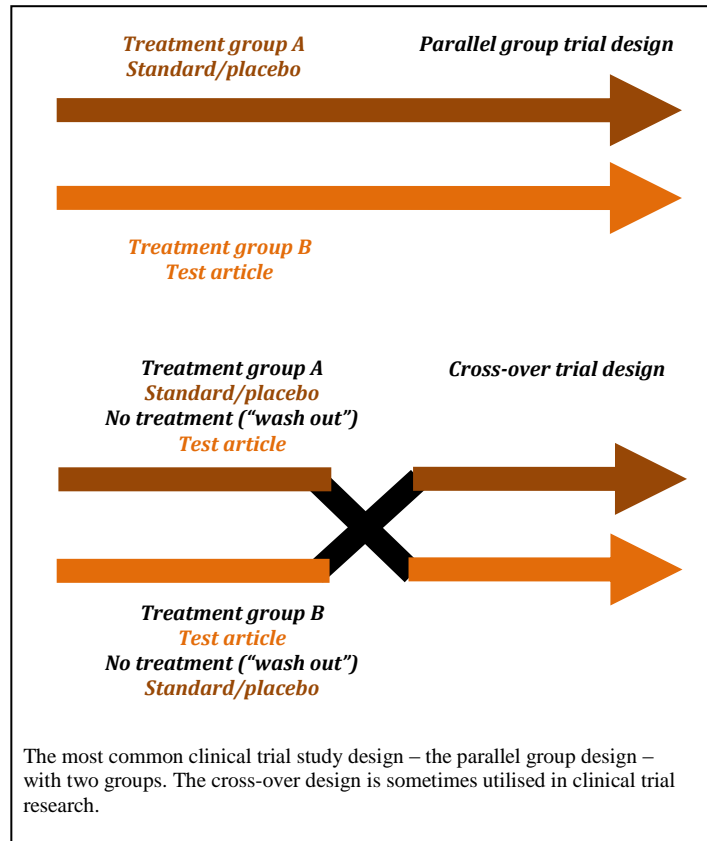 Treatment group A
Standard/placebo
Parallel group trial design
Treatment group B
Test article
Treatment group A
Standard/placebo
No treatment (“wash out”)
Test article
Cross-over trial design
Treatment group B
Test article
No treatment (“wash out”)
Standard/placebo
The most common clinical trial study design – the parallel group design –
with two groups. The cross-over design is sometimes utilised in clinical trial
research.